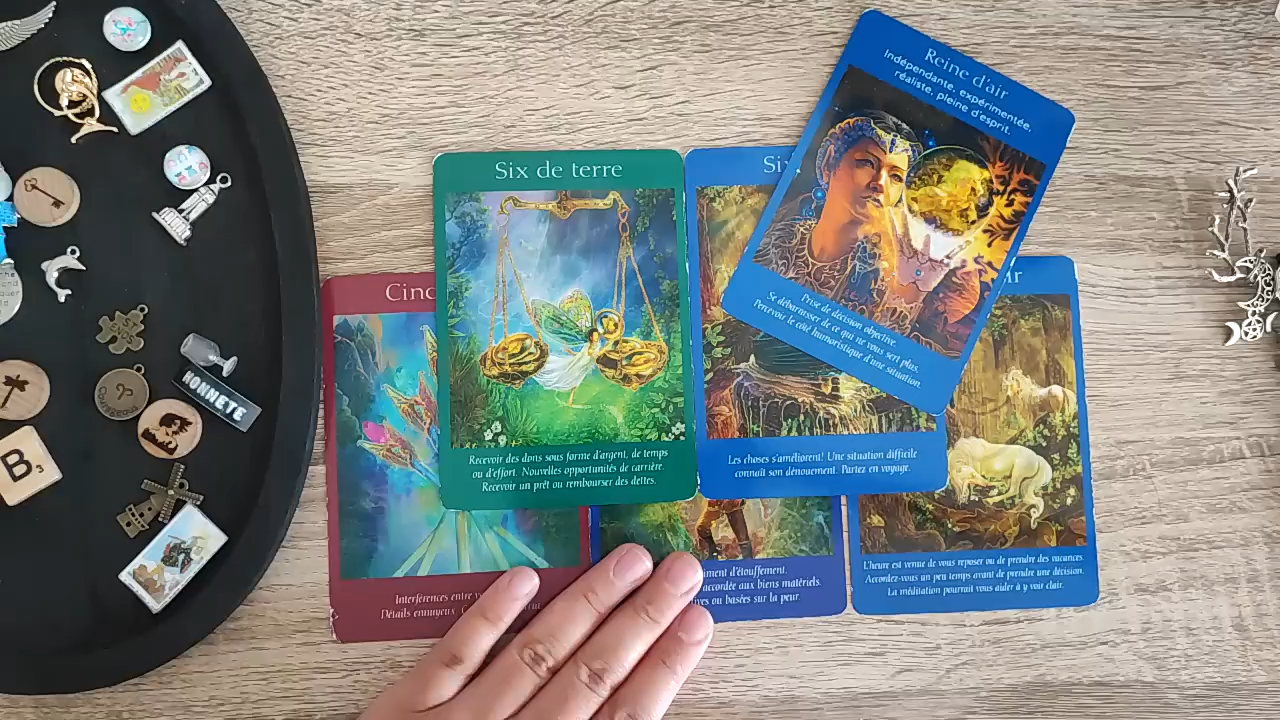 Reine d'air
Indépendante, expérimentée,
réaliste, pleine d'esprit.
Prise de décision objective.
Se débarrasser de ce qui ne vous sert plus.
Percevoir le côté humoristique d'une situation.
Six de terre
Recevoir des dons sous forme d'argent, de temps
ou d'effort. Nouvelles opportunités de carrière.
Recevoir un prêt ou rembourser des dettes.
Les choses s'améliorent! Une situation difficile
connaît son dénouement. Partez en voyage.
Cinq
Interférences entre
Détails ennuyeux.
d'étouffement.
accordée aux biens matériels.
ou basées sur la peur.
L'heure est venue de vous reposer ou de prendre des vacances.
Accordez-vous un peu temps avant de prendre une décision.
La méditation pourrait vous aider à y voir clair.
HONNETE
Courageous
B3